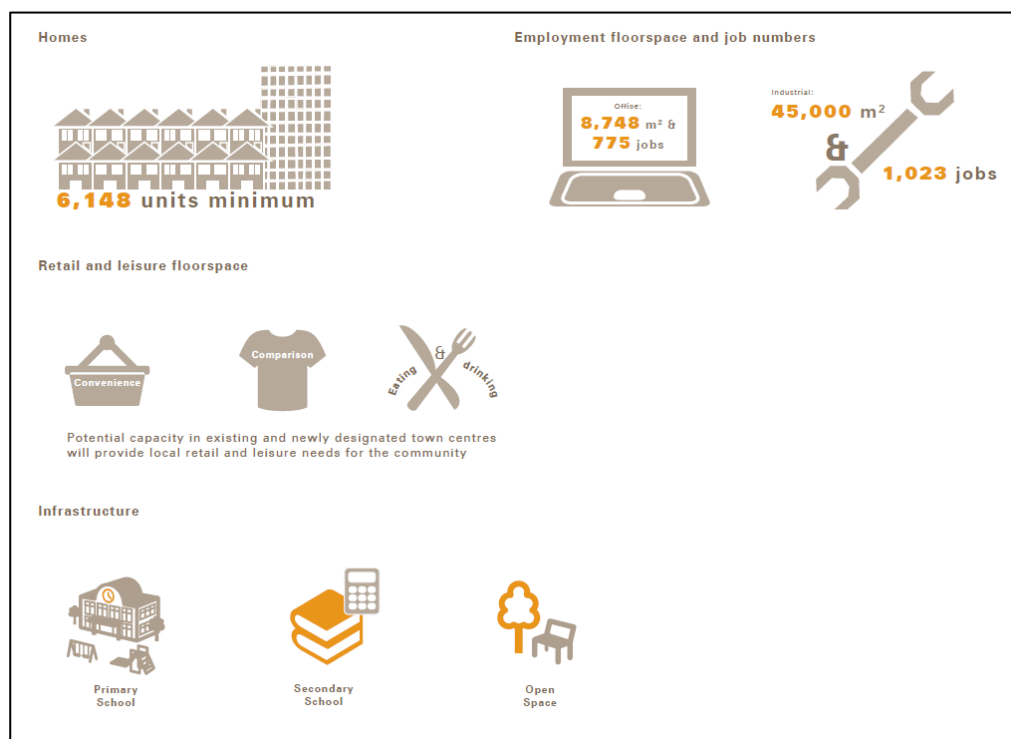 Homes
6,148 units minimum
Employment floorspace and job numbers
Office:
8,748 m² &
775 jobs
Industrial:
45,000 m²
&
1,023 jobs
Retail and leisure floorspace
Convenience
Comparison
Eating & drinking
Potential capacity in existing and newly designated town centres
will provide local retail and leisure needs for the community
Infrastructure
Primary
School
Secondary
School
Open
Space